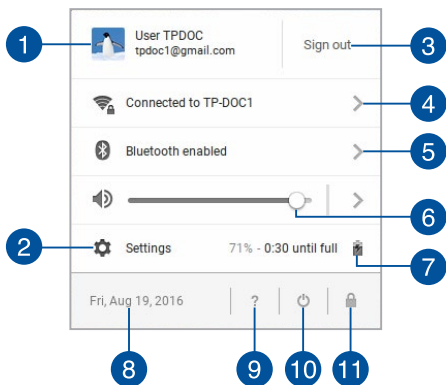 1 User TPDOC
tpdoc1@gmail.com
Sign out 3
Connected to TP-DOC1 4
Bluetooth enabled 5
6
2 Settings 71% - 0:30 until full
7
Fri, Aug 19, 2016 ?
8 9 10 11